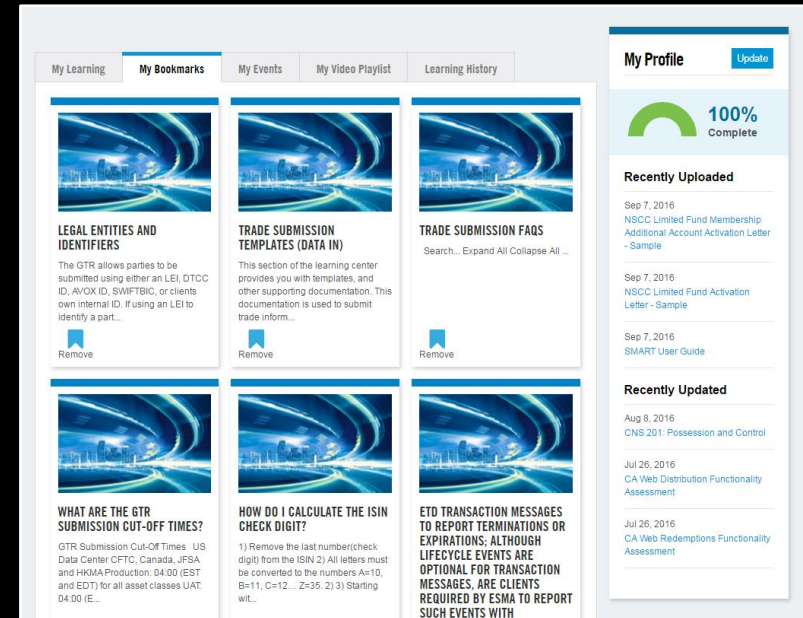 My Learning
My Bookmarks
My Events
My Video Playlist
Learning History
LEGAL ENTITIES AND
IDENTIFIERS
The GTR allows parties to be
submitted using either an LEI, DTCC
ID, AVOX ID, SWIFTBIC, or clients
own internal ID. If using an LEI to
identify a part...
Remove
TRADE SUBMISSION
TEMPLATES (DATA IN)
This section of the learning center
provides you with templates, and
other supporting documentation. This
documentation is used to submit
trade inform...
Remove
TRADE SUBMISSION FAQS
Search... Expand All Collapse All ...
Remove
WHAT ARE THE GTR
SUBMISSION CUT-OFF TIMES?
GTR Submission Cut-Off Times US
Data Center CFTC, Canada, JFSA
and HKMA Production: 04:00 (EST
and EDT) for all asset classes UAT:
04:00 (E...
HOW DO I CALCULATE THE ISIN
CHECK DIGIT?
1) Remove the last number(check
digit) from the ISIN 2) All letters must
be converted to the numbers A=10,
B=11, C=12... Z=35. 2) 3) Starting
wit...
ETD TRANSACTION MESSAGES
TO REPORT TERMINATIONS OR
EXPIRATIONS; ALTHOUGH
LIFECYCLE EVENTS ARE
OPTIONAL FOR TRANSACTION
MESSAGES, ARE CLIENTS
REQUIRED BY ESMA TO REPORT
SUCH EVENTS WITH
My Profile
Update
100%
Complete
Recently Uploaded
Sep 7, 2016
NSCC Limited Fund Membership
Additional Account Activation Letter
- Sample
Sep 7, 2016
NSCC Limited Fund Activation
Letter - Sample
Sep 7, 2016
SMART User Guide
Recently Updated
Aug 8, 2016
CNS 201: Possession and Control
Jul 26, 2016
CA Web Distribution Functionality
Assessment
Jul 26, 2016
CA Web Redemptions Functionality
Assessment